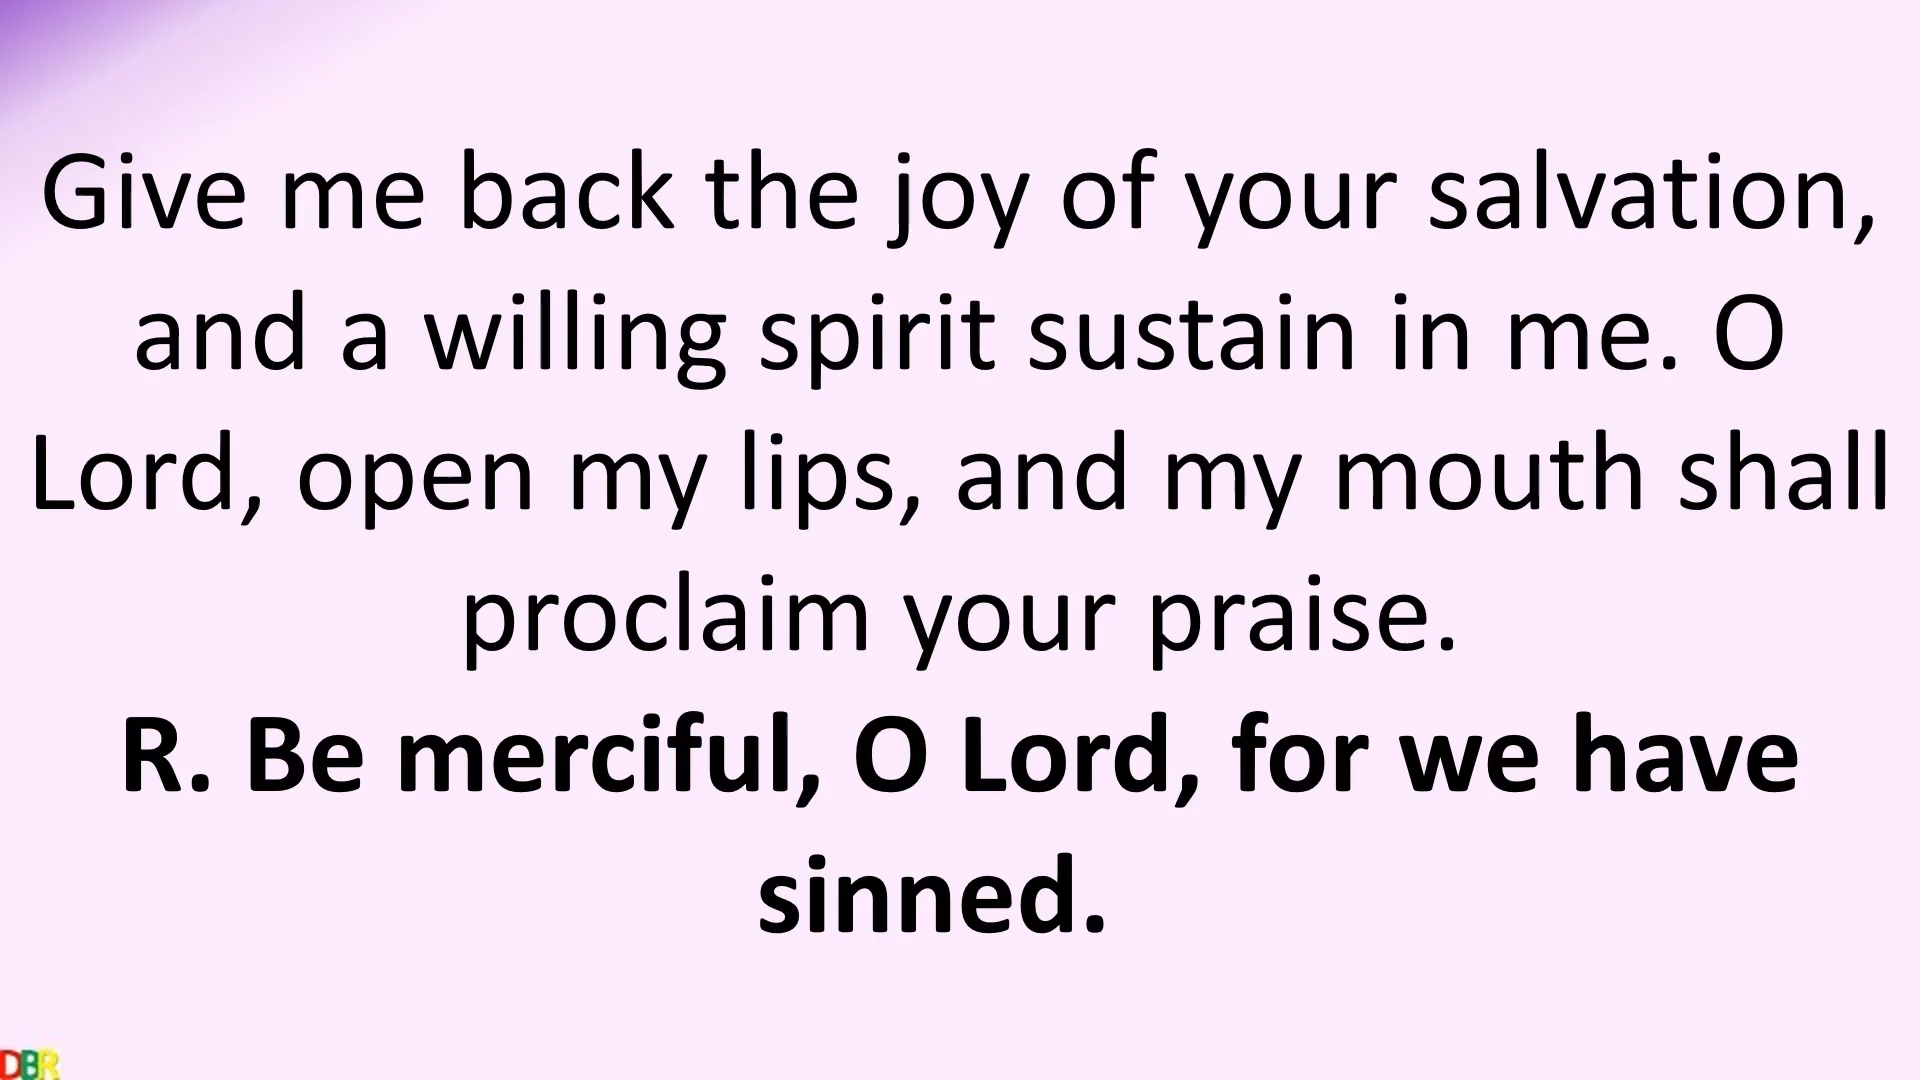 Give me back the joy of your salvation,
and a willing spirit sustain in me. O
Lord, open my lips, and my mouth shall
proclaim your praise.
R. Be merciful, O Lord, for we have
sinned.
DBR